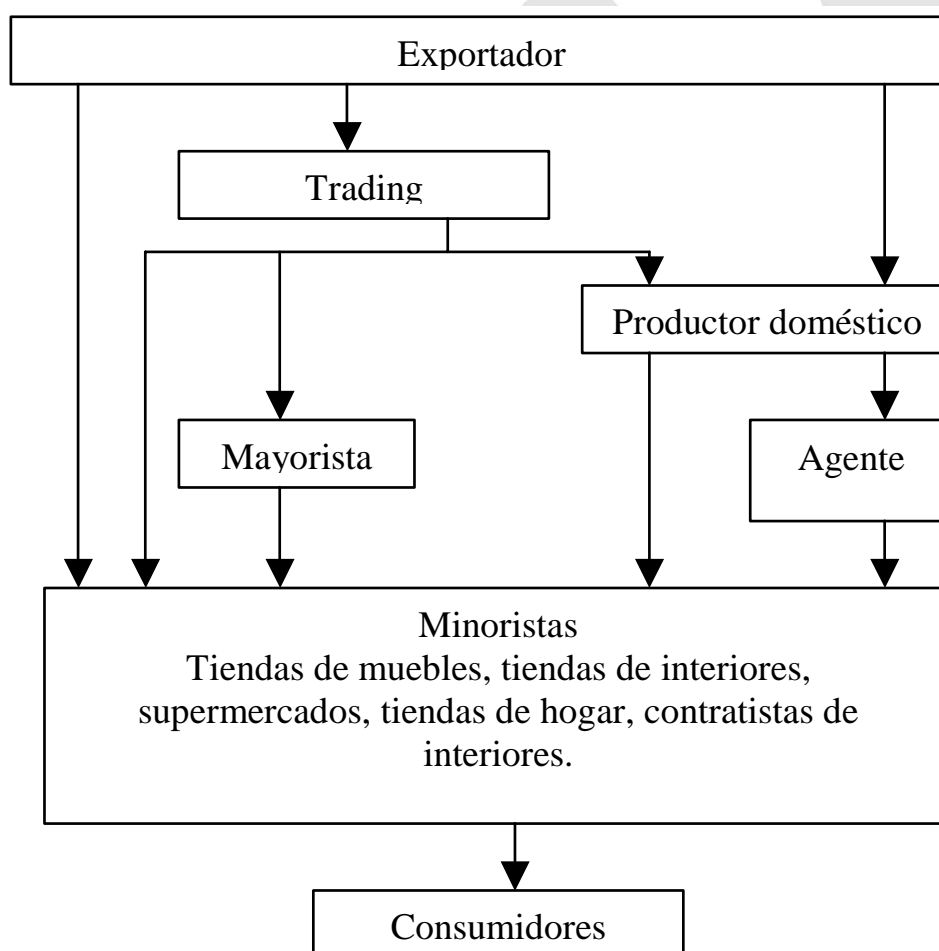 Exportador
Trading
Productor doméstico
Mayorista
Agente
Minoristas
Tiendas de muebles, tiendas de interiores,
supermercados, tiendas de hogar, contratistas de
interiores.
Consumidores